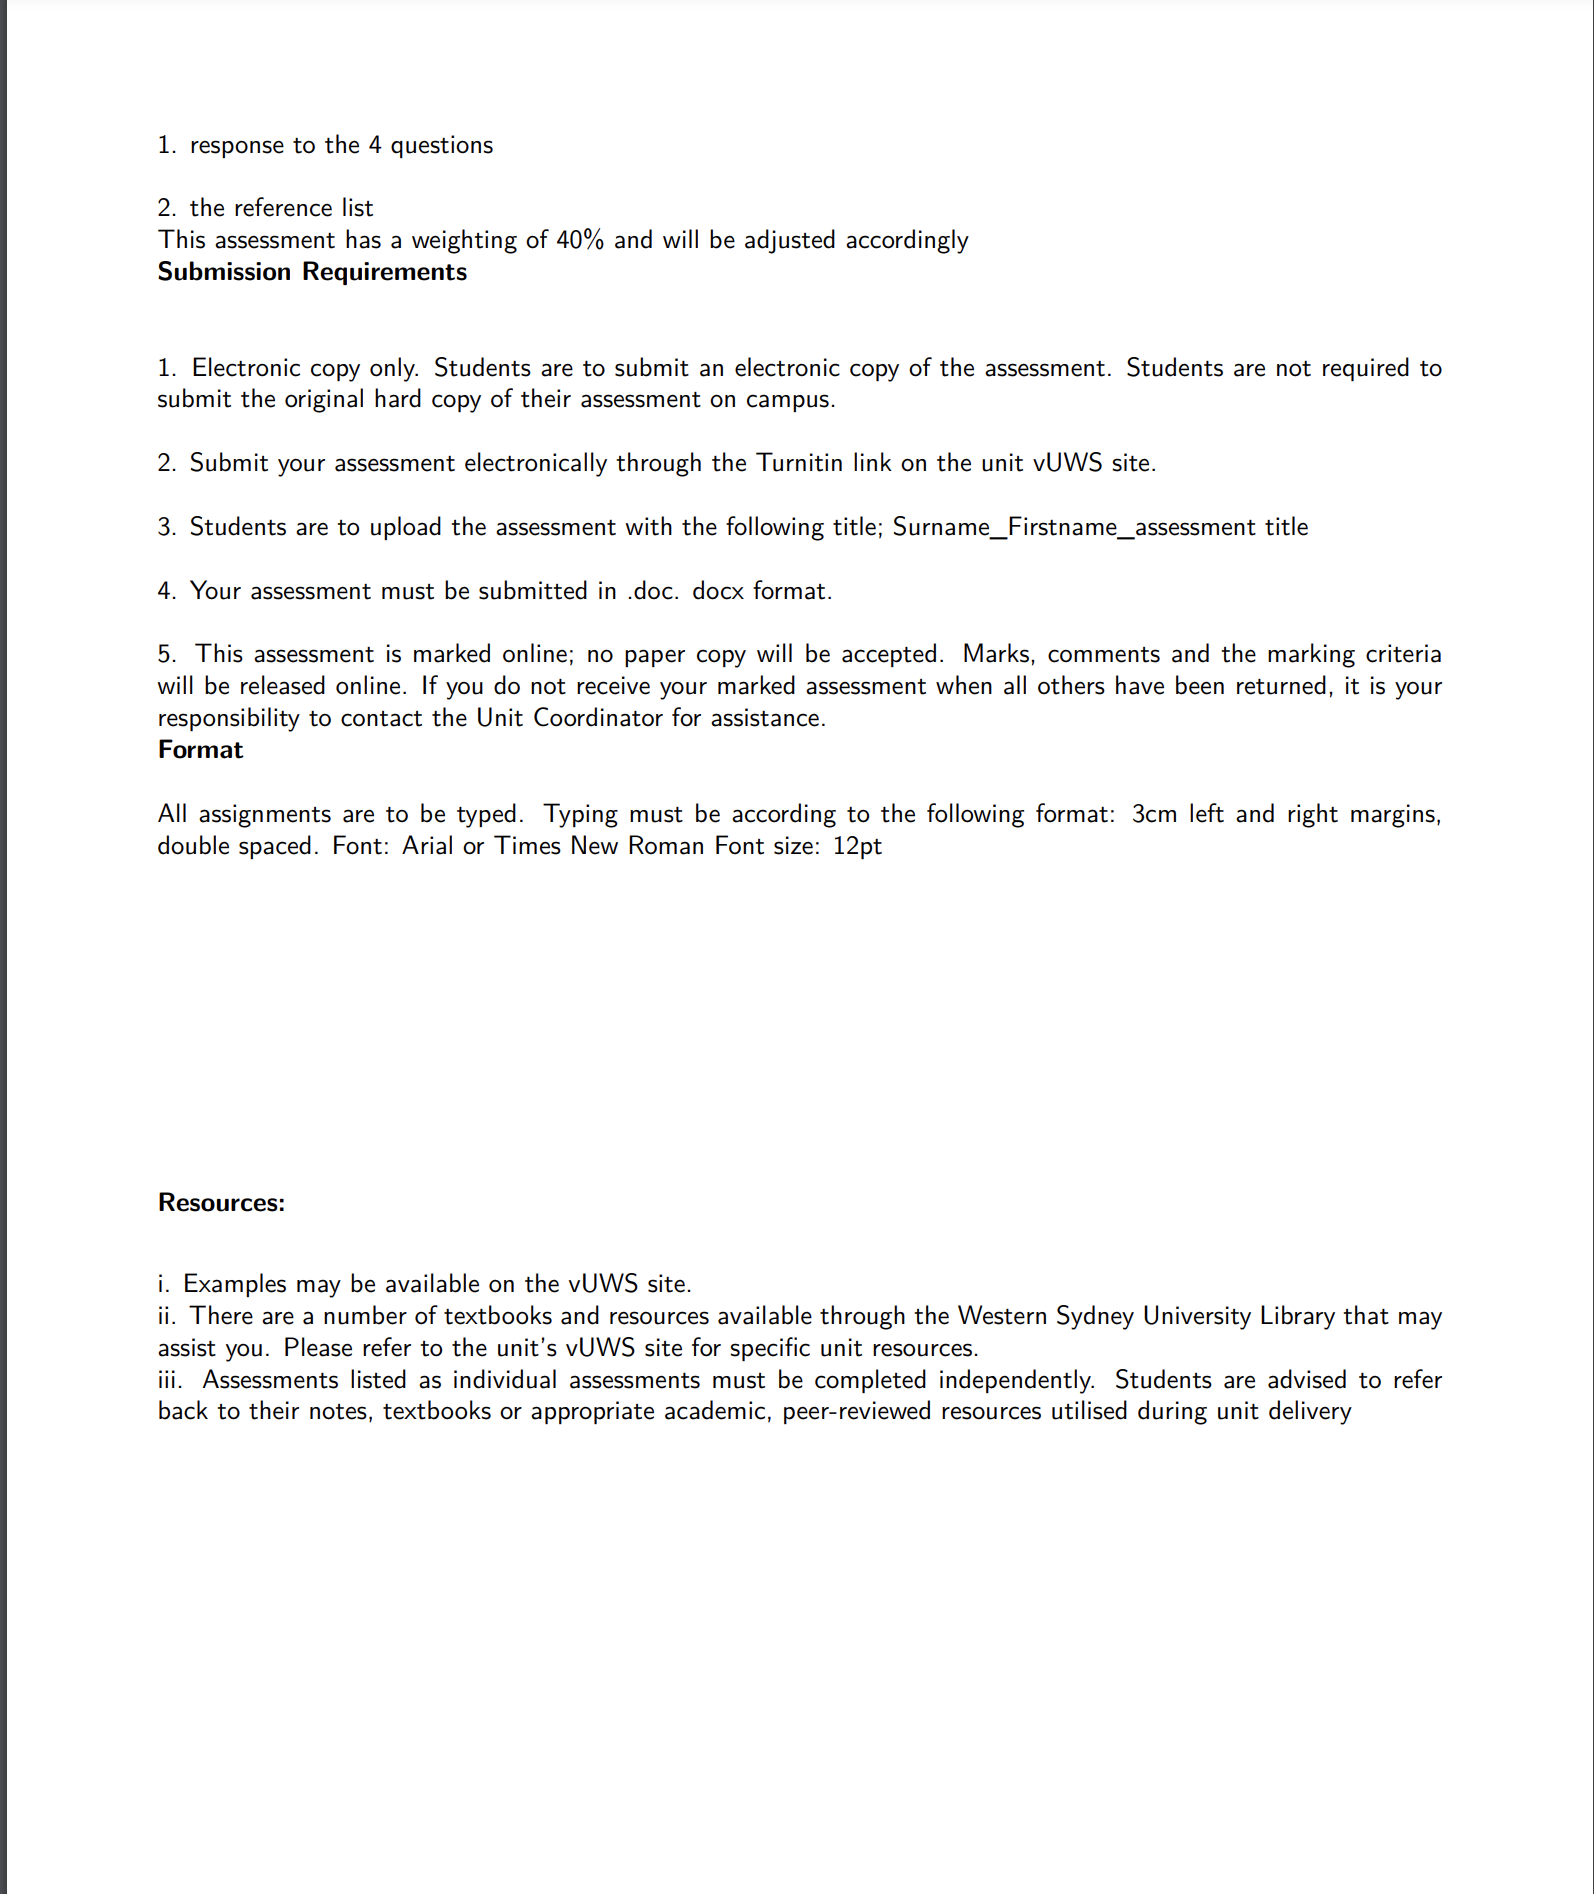 1. response to the 4 questions
2. the reference list
This assessment has a weighting of 40% and will be adjusted accordingly
Submission Requirements
1. Electronic copy only. Students are to submit an electronic copy of the assessment. Students are not required to
submit the original hard copy of their assessment on campus.
2. Submit your assessment electronically through the Turnitin link on the unit vUWS site.
3. Students are to upload the assessment with the following title; Surname_Firstname_assessment title
4. Your assessment must be submitted in .doc. docx format.
5. This assessment is marked online; no paper copy will be accepted. Marks, comments and the marking criteria
will be released online. If you do not receive your marked assessment when all others have been returned, it is your
responsibility to contact the Unit Coordinator for assistance.
Format
All assignments are to be typed. Typing must be according to the following format: 3cm left and right margins,
double spaced. Font: Arial or Times New Roman Font size: 12pt
Resources:
i. Examples may be available on the vUWS site.
ii. There are a number of textbooks and resources available through the Western Sydney University Library that may
assist you. Please refer to the unit's vUWS site for specific unit resources.
iii. Assessments listed as individual assessments must be completed independently. Students are advised to refer
back to their notes, textbooks or appropriate academic, peer-reviewed resources utilised during unit delivery